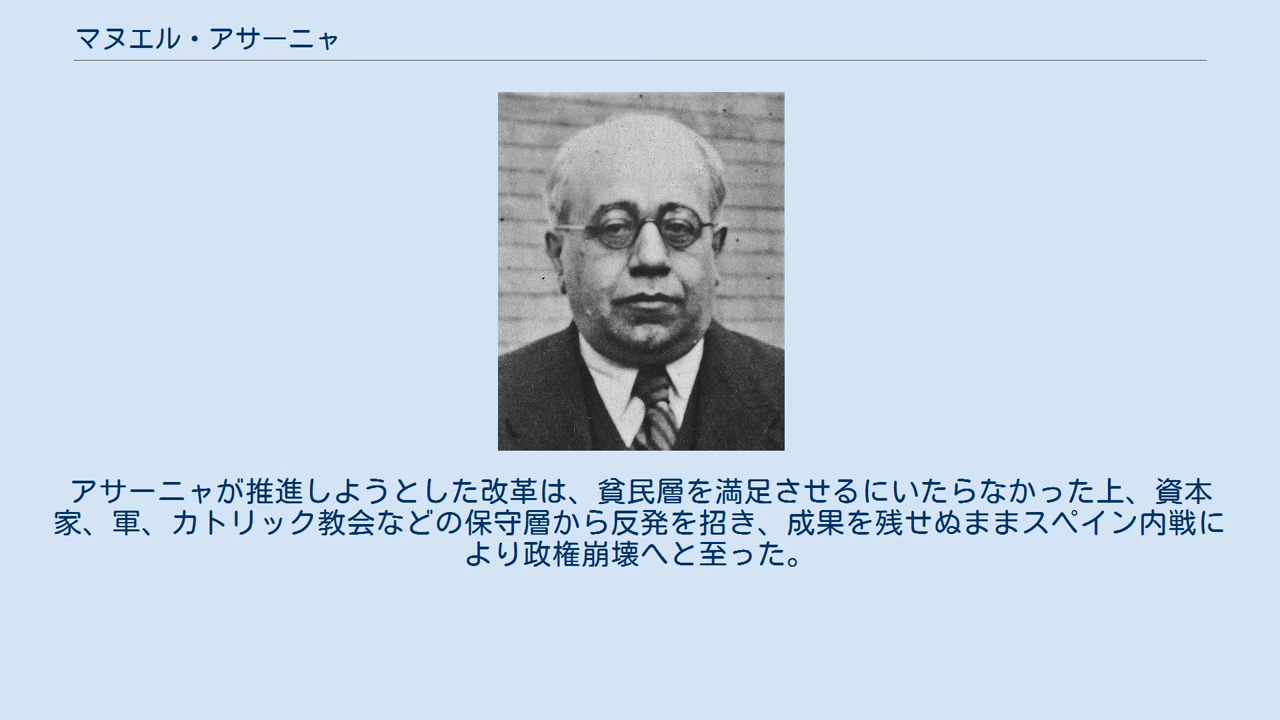 マヌエル・アサーニャ
アサーニャが推進しようとした改革は、貧民層を満足させるにいたらなかった上、資本
家、軍、カトリック教会などの保守層から反発を招き、成果を残せぬままスペイン内戦に
より政権崩壊へと至った。